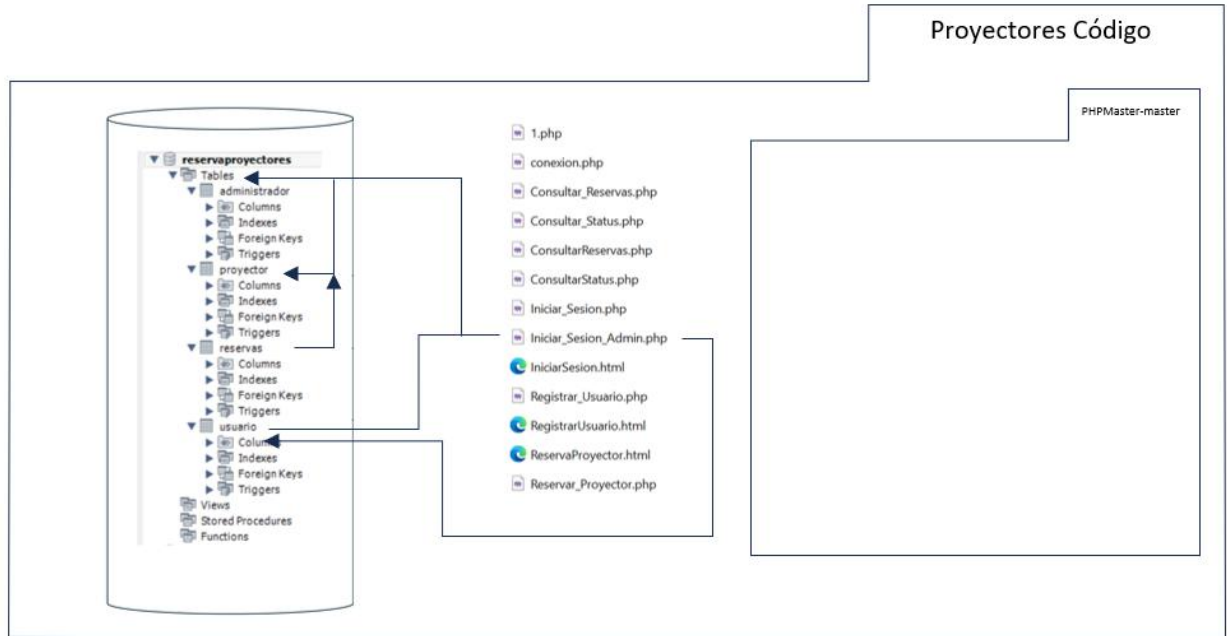 Proyectores Código
PHPMaster-master
reservaproyectores
Tables
administrador
Columns
Indexes
Foreign Keys
Triggers
proyector
Columns
Indexes
Foreign Keys
Triggers
reservas
Columns
Indexes
Foreign Keys
Triggers
usuario
Columns
Indexes
Foreign Keys
Triggers
Views
Stored Procedures
Functions
1.php
conexion.php
Consultar_Reservas.php
Consultar_Status.php
ConsultarReservas.php
ConsultarStatus.php
Iniciar_Sesion.php
Iniciar_Sesion_Admin.php
IniciarSesion.html
Registrar_Usuario.php
RegistrarUsuario.html
ReservaProyector.html
Reservar_Proyector.php